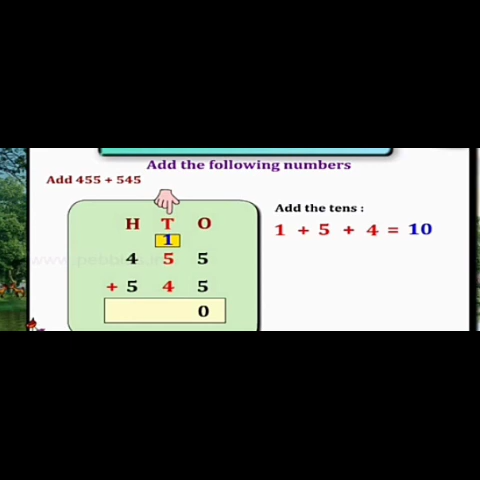 Add the following numbers
Add 455 + 545
Add the tens :
1 + 5 + 4 = 10
H T O
1
4 5 5
+ 5 4 5
0